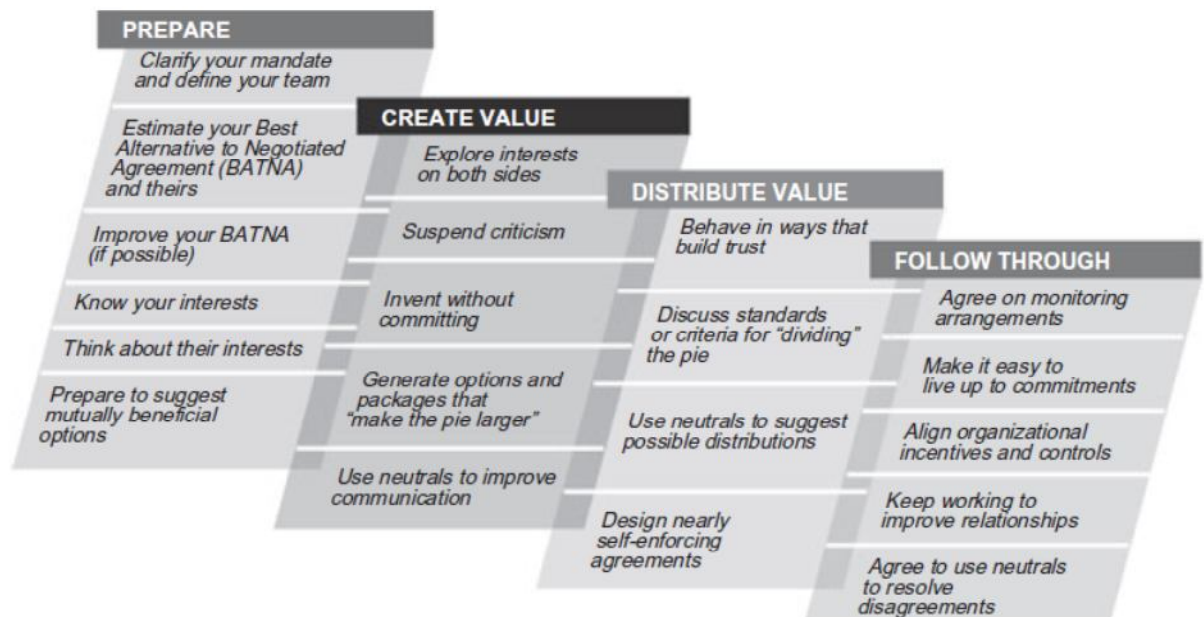 PREPARE
Clarify your mandate
and define your team
Estimate your Best
Alternative to Negotiated
Agreement (BATNA)
and theirs
Improve your BATNA
(if possible)
Know your interests
Think about their interests
Prepare to suggest
mutually beneficial
options
CREATE VALUE
Explore interests
on both sides
Suspend criticism
Invent without
committing
Generate options and
packages that
“make the pie larger”
Use neutrals to improve
communication
DISTRIBUTE VALUE
Behave in ways that
build trust
Discuss standards
or criteria for “dividing”
the pie
Use neutrals to suggest
possible distributions
Design nearly
self-enforcing
agreements
FOLLOW THROUGH
Agree on monitoring
arrangements
Make it easy to
live up to commitments
Align organizational
incentives and controls
Keep working to
improve relationships
Agree to use neutrals
to resolve
disagreements